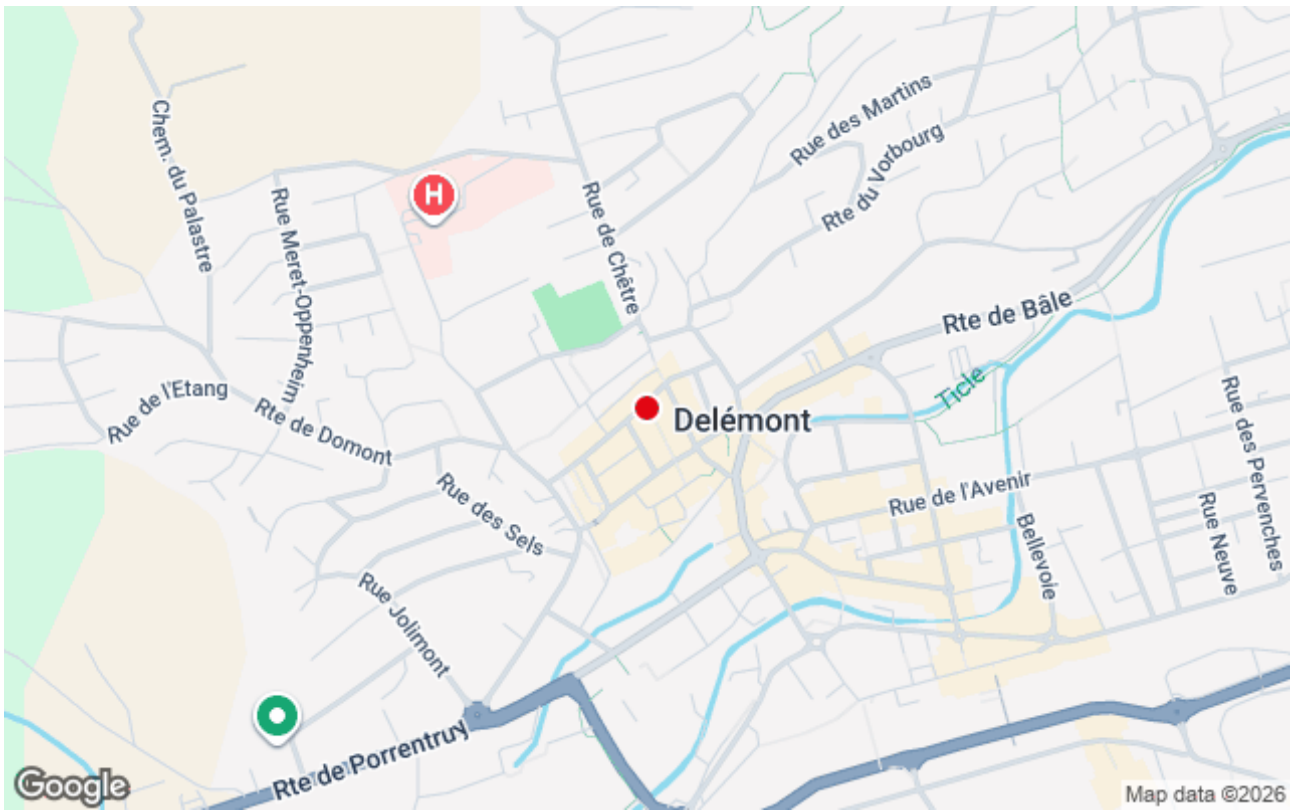 Chem. du Palastre
Rue Meret-Oppenheim
H
Rue de Chêtre
Rue des Martins
Rte du Vorbourg
Rte de Bâle
Ticle
Rue de l'Etang
Rte de Domont
Delémont
Rue des Sels
Rue de l'Avenir
Rue des Pervenches
Rue Neuve
Bellevoie
Rue Jolimont
Rte de Porrentruy
Google
Map data ©2026